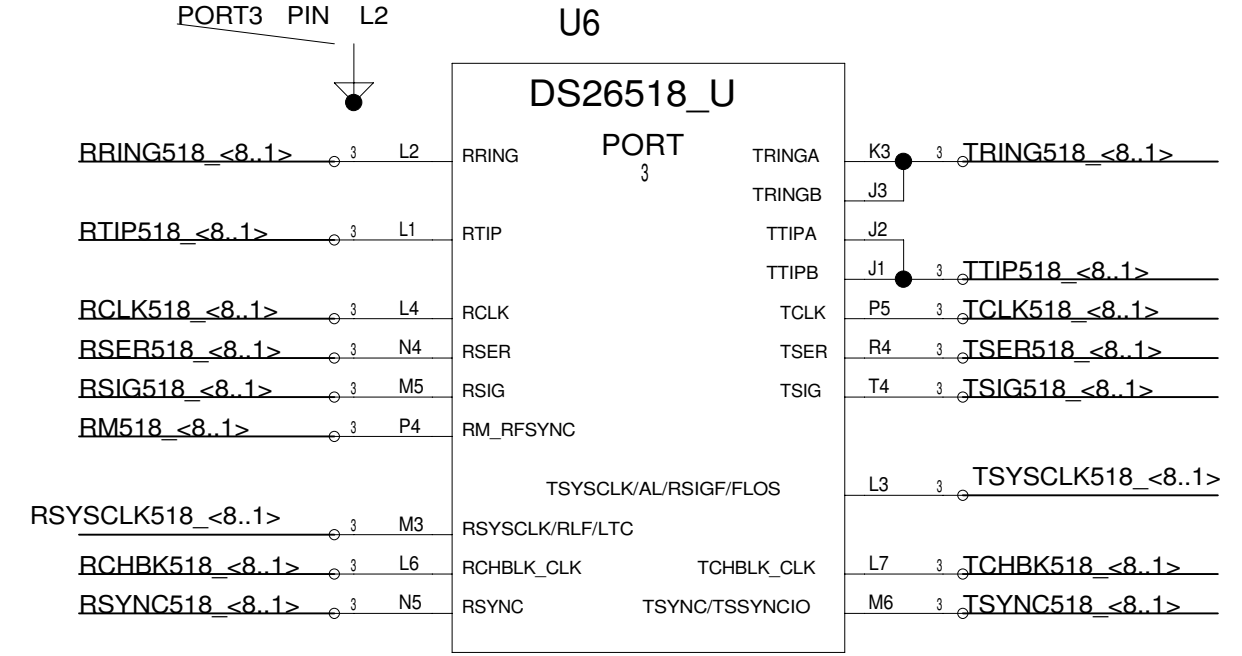 PORT3 PIN L2
U6
DS26518_U
PORT
3
RRING518_<8..1> 3 L2 RRING TRINGA K3 3 TRING518_<8..1>
TRINGB J3
RTIP518_<8..1> 3 L1 RTIP TTIPA J2
TTIPB J1 3 TTIP518_<8..1>
RCLK518_<8..1> 3 L4 RCLK TCLK P5 3 TCLK518_<8..1>
RSER518_<8..1> 3 N4 RSER TSER R4 3 TSER518_<8..1>
RSIG518_<8..1> 3 M5 RSIG TSIG T4 3 TSIG518_<8..1>
RM518_<8..1> 3 P4 RM_RFSYNC
TSYSCLK/AL/RSIGF/FLOS L3 3 TSYSCLK518_<8..1>
RSYSCLK518_<8..1> 3 M3 RSYSCLK/RLF/LTC
RCHBK518_<8..1> 3 L6 RCHBLK_CLK TCHBLK_CLK L7 3 TCHBK518_<8..1>
RSYNC518_<8..1> 3 N5 RSYNC TSYNC/TSSYNCIO M6 3 TSYNC518_<8..1>